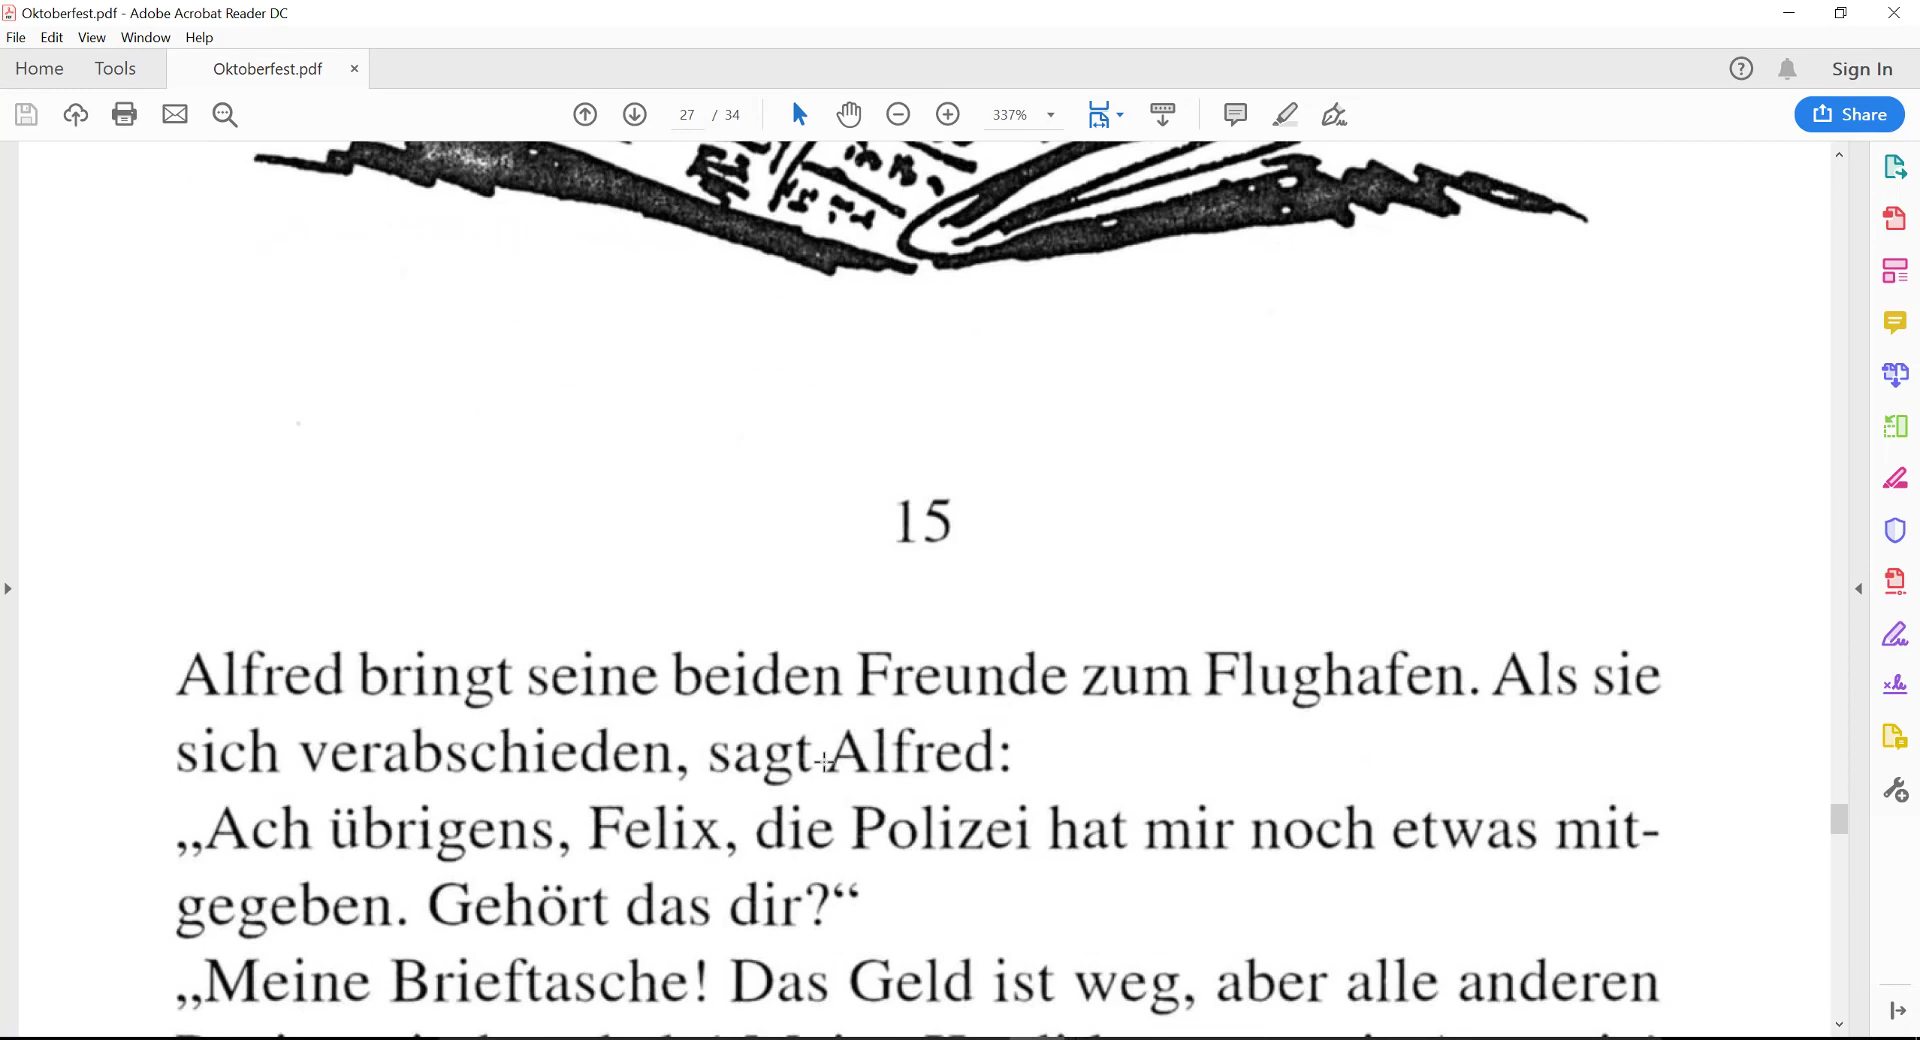 Oktoberfest.pdf - Adobe Acrobat Reader DC
File Edit View Window Help
Home Tools Oktoberfest.pdf × Sign In
27 / 34 337% Share
15
Alfred bringt seine beiden Freunde zum Flughafen. Als sie
sich verabschieden, sagt Alfred:
„Ach übrigens, Felix, die Polizei hat mir noch etwas mit-
gegeben. Gehört das dir?“
„Meine Brieftasche! Das Geld ist weg, aber alle anderen